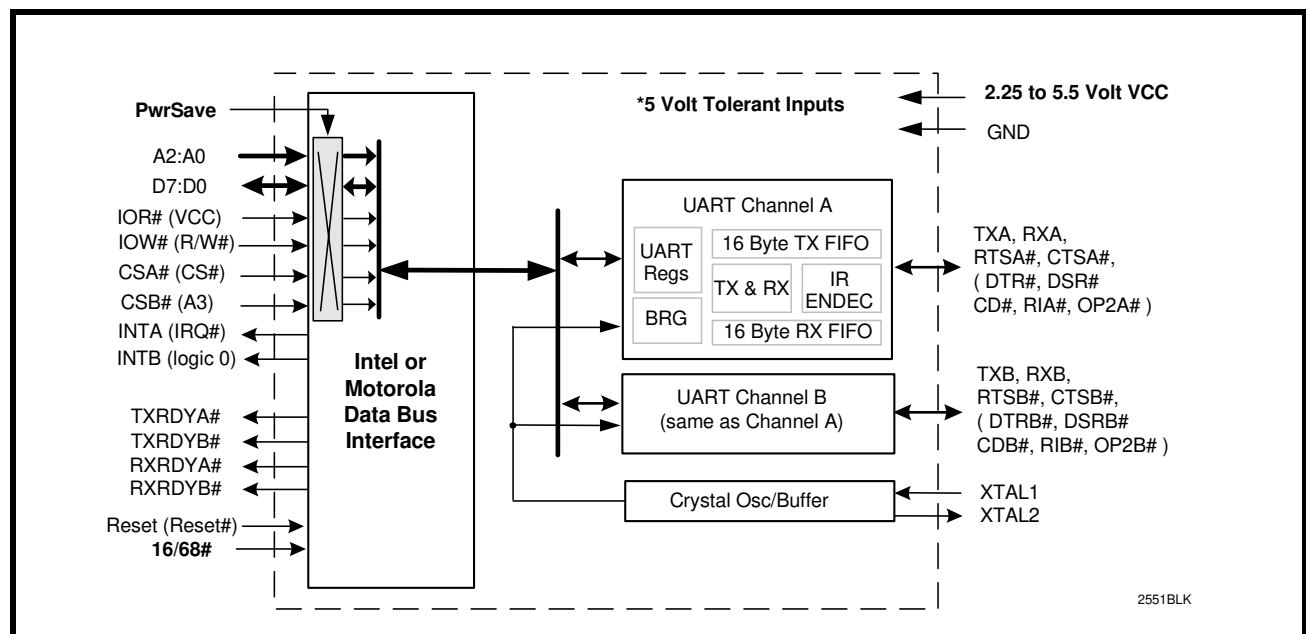 PwrSave
A2:A0
D7:D0
IOR# (VCC)
IOW# (R/W#)
CSA# (CS#)
CSB# (A3)
INTA (IRQ#)
INTB (logic 0)
TXRDYA#
TXRDYB#
RXRDYA#
RXRDYB#
Reset (Reset#)
16/68#
Intel or
Motorola
Data Bus
Interface
*5 Volt Tolerant Inputs
2.25 to 5.5 Volt VCC
GND
UART Channel A
UART
Regs
16 Byte TX FIFO
TX & RX
IR
ENDEC
BRG
16 Byte RX FIFO
TXA, RXA,
RTSA#, CTSA#,
( DTR#, DSR#
CD#, RIA#, OP2A# )
UART Channel B
(same as Channel A)
TXB, RXB,
RTSB#, CTSB#,
( DTRB#, DSRB#
CDB#, RIB#, OP2B# )
Crystal Osc/Buffer
XTAL1
XTAL2
2551BLK